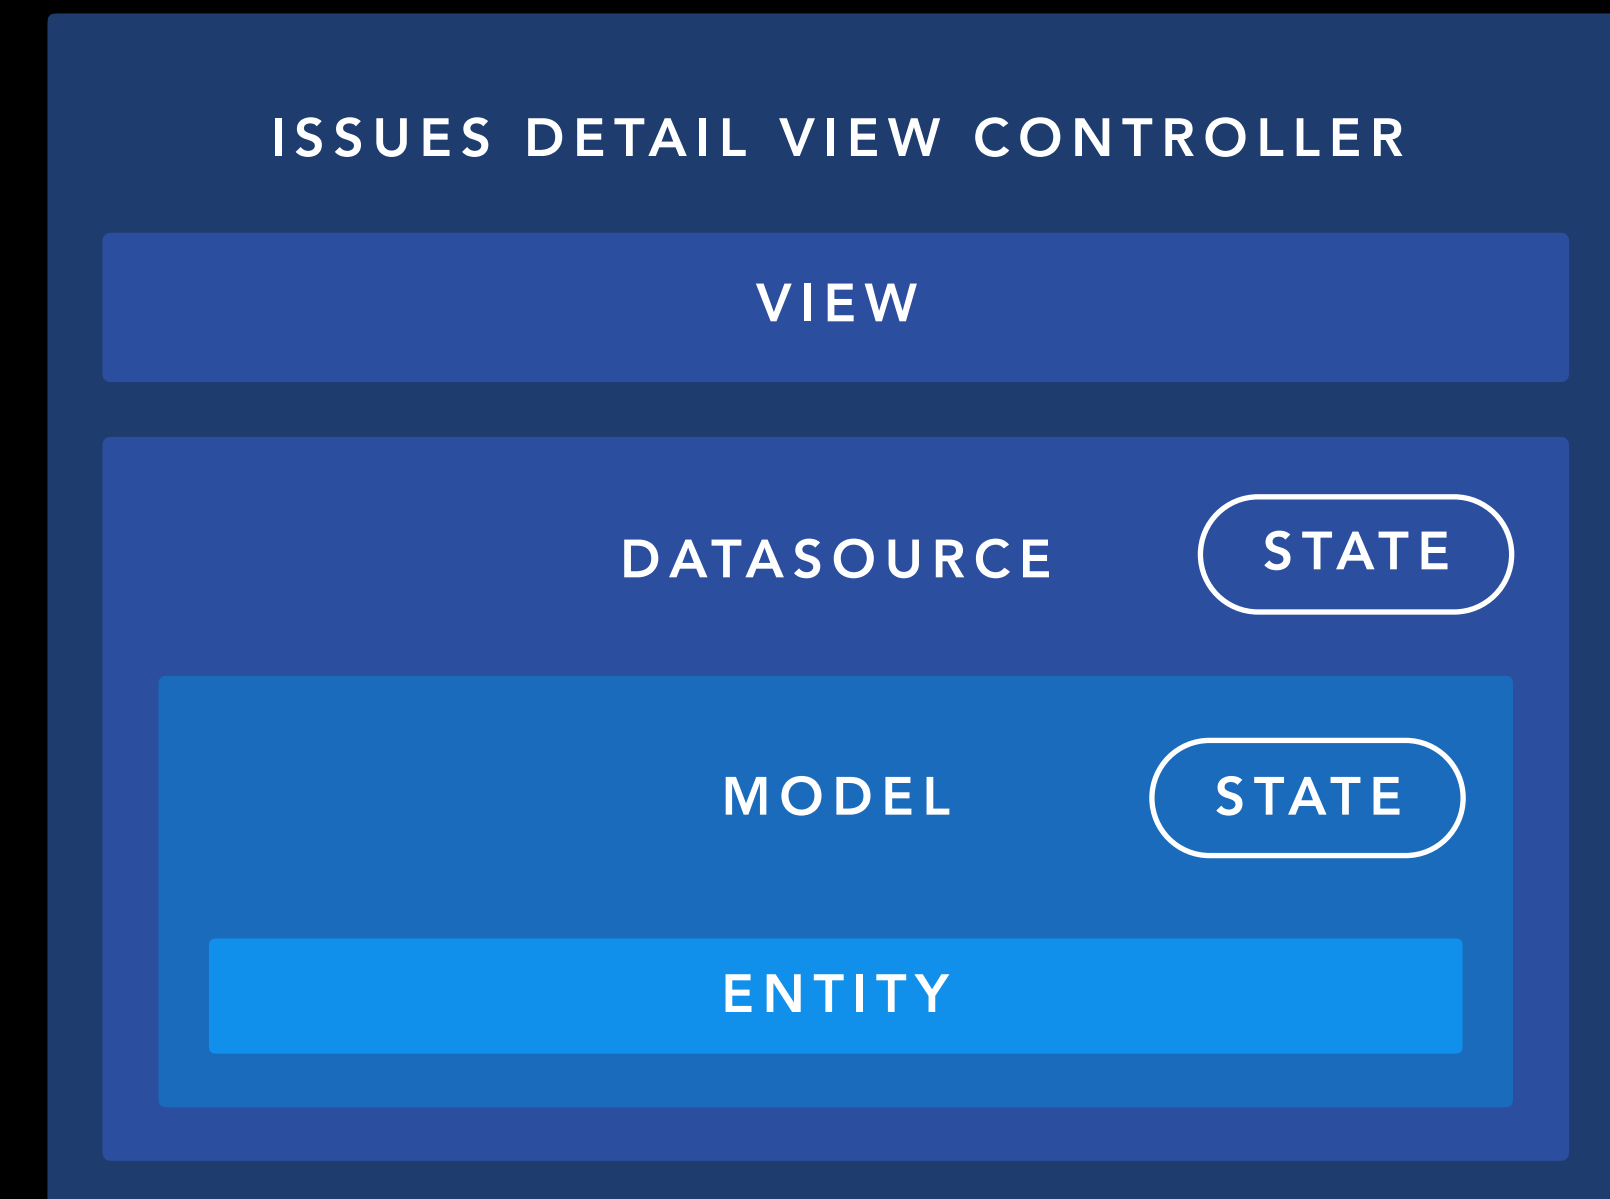 ISSUES DETAIL VIEW CONTROLLER
VIEW
DATASOURCE
STATE
MODEL
STATE
ENTITY